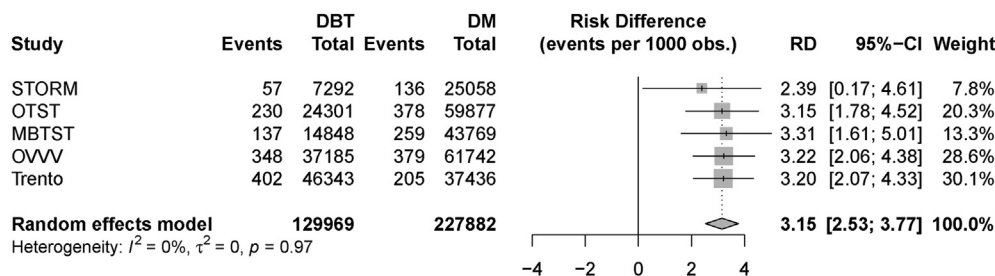 DBT DM Risk Difference
Study Events Total Events Total (events per 1000 obs.) RD 95%−CI Weight
STORM 57 7292 136 25058 2.39 [0.17; 4.61] 7.8%
OTST 230 24301 378 59877 3.15 [1.78; 4.52] 20.3%
MBTST 137 14848 259 43769 3.31 [1.61; 5.01] 13.3%
OVVV 348 37185 379 61742 3.22 [2.06; 4.38] 28.6%
Trento 402 46343 205 37436 3.20 [2.07; 4.33] 30.1%
Random effects model 129969 227882 3.15 [2.53; 3.77] 100.0%
Heterogeneity: I² = 0%, τ² = 0, p = 0.97
−4 −2 0 2 4